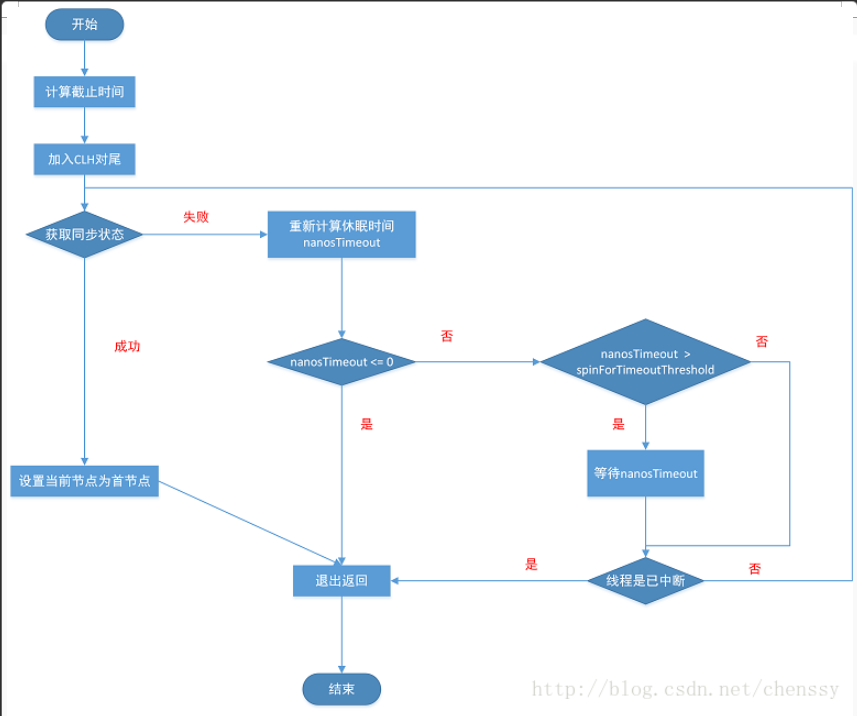 开始
计算截止时间
加入CLH对尾
获取同步状态
失败
重新计算休眠时间
nanosTimeout
成功
nanosTimeout <= 0
否
nanosTimeout >
spinForTimeoutThreshold
否
是
是
等待nanosTimeout
设置当前节点为首节点
退出返回
是
线程是已中断
否
结束
http://blog.csdn.net/chenssy